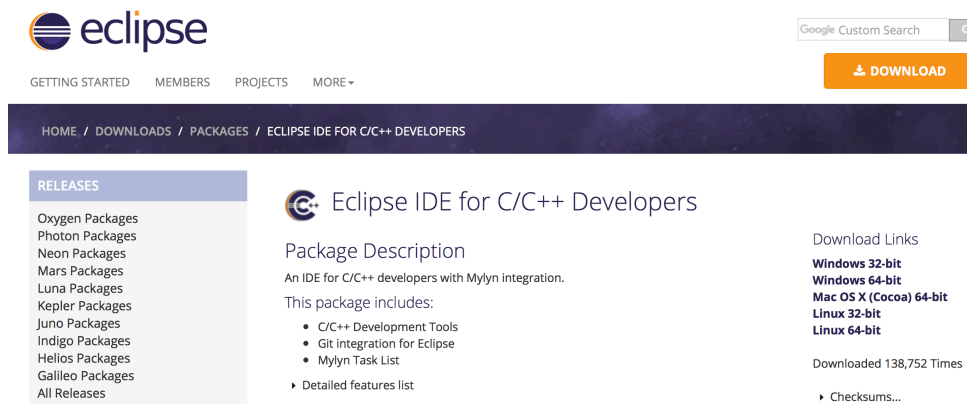 eclipse
Google Custom Search
DOWNLOAD
GETTING STARTED MEMBERS PROJECTS MORE
HOME / DOWNLOADS / PACKAGES / ECLIPSE IDE FOR C/C++ DEVELOPERS
RELEASES
Oxygen Packages
Photon Packages
Neon Packages
Mars Packages
Luna Packages
Kepler Packages
Juno Packages
Indigo Packages
Helios Packages
Galileo Packages
All Releases
Eclipse IDE for C/C++ Developers
Package Description
An IDE for C/C++ developers with Mylyn integration.
This package includes:
C/C++ Development Tools
Git integration for Eclipse
Mylyn Task List
Detailed features list
Download Links
Windows 32-bit
Windows 64-bit
Mac OS X (Cocoa) 64-bit
Linux 32-bit
Linux 64-bit
Downloaded 138,752 Times
Checksums...